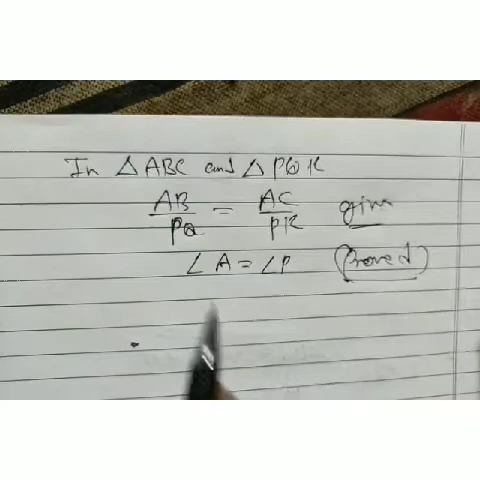 In △ ABC and △ PQR
AB/PQ = AC/PR given
∠A = ∠P (Proved)